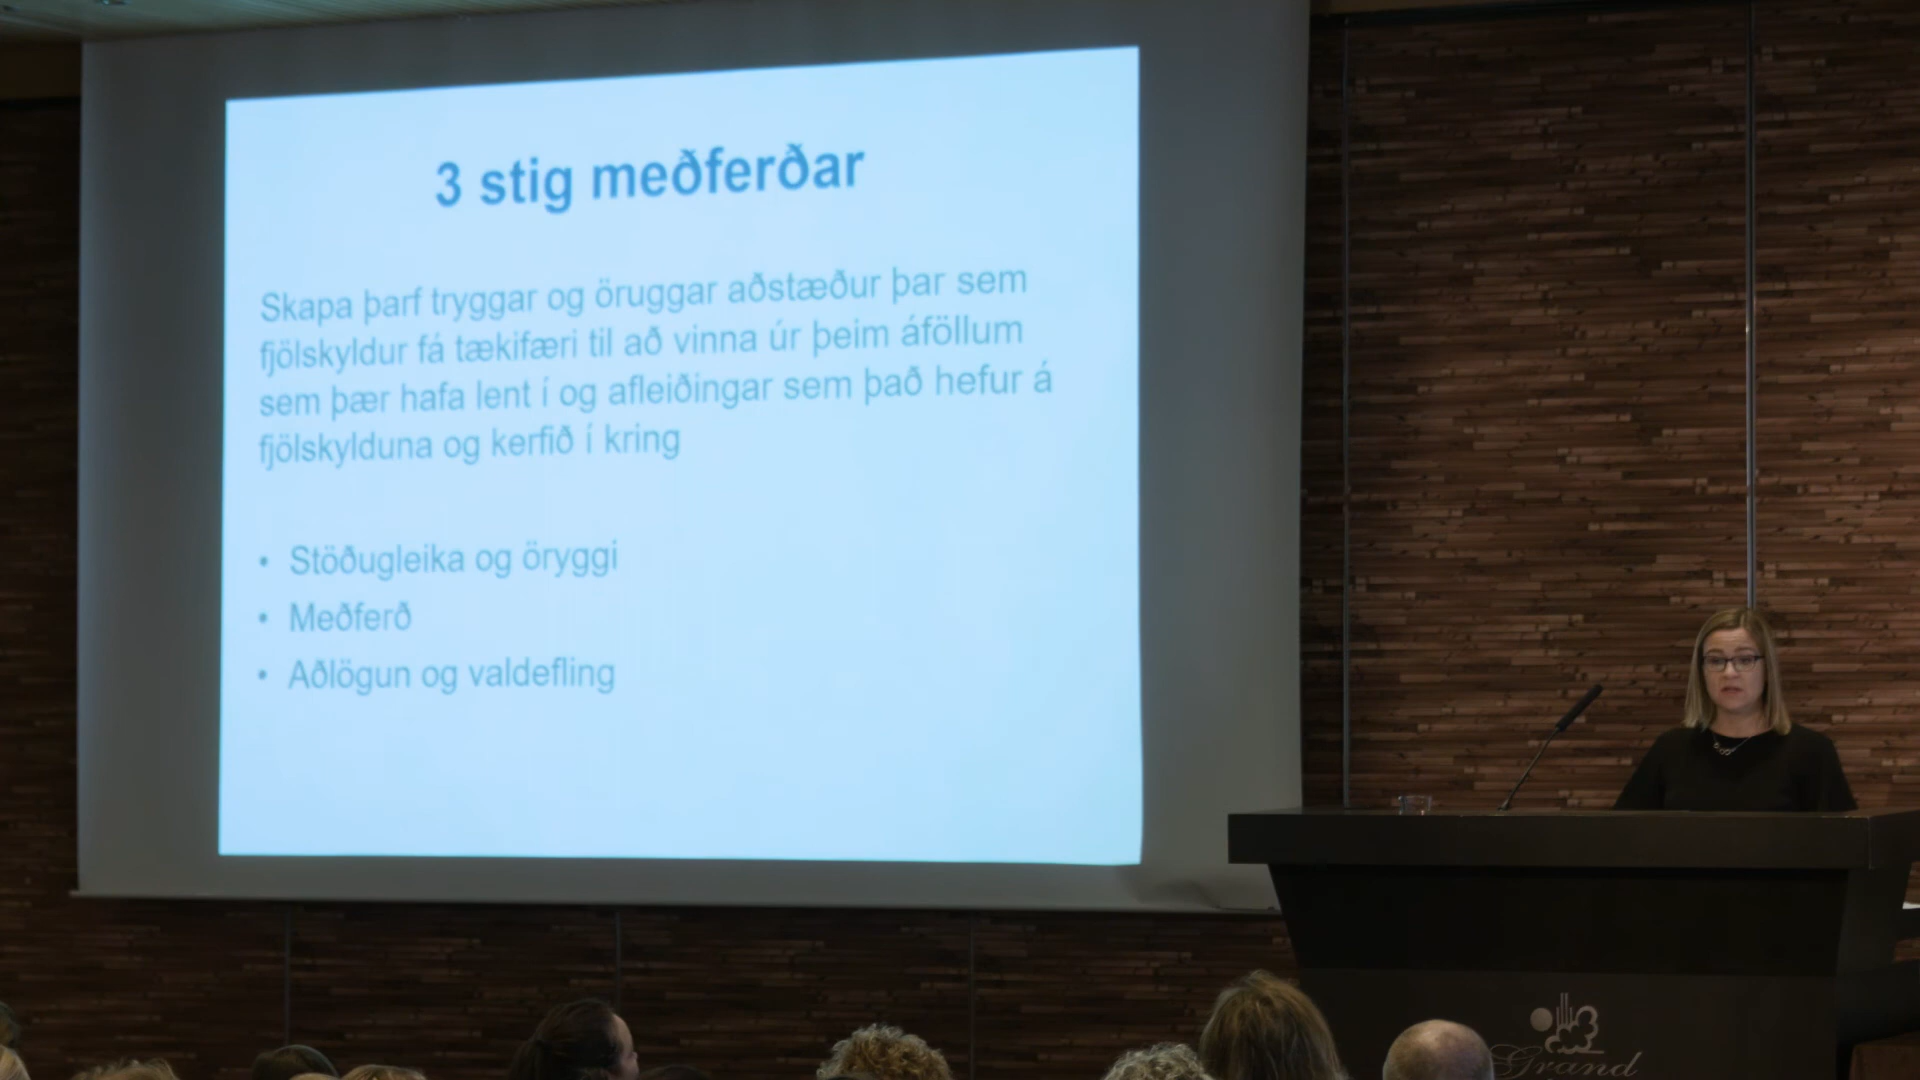 3 stig meðferðar
Skapa þarf tryggar og öruggar aðstæður þar sem
fjölskyldur fá tækifæri til að vinna úr þeim áföllum
sem þær hafa lent í og afleiðingar sem það hefur á
fjölskylduna og kerfið í kring
• Stöðugleika og öryggi
• Meðferð
• Aðlögun og valdefling
Grand